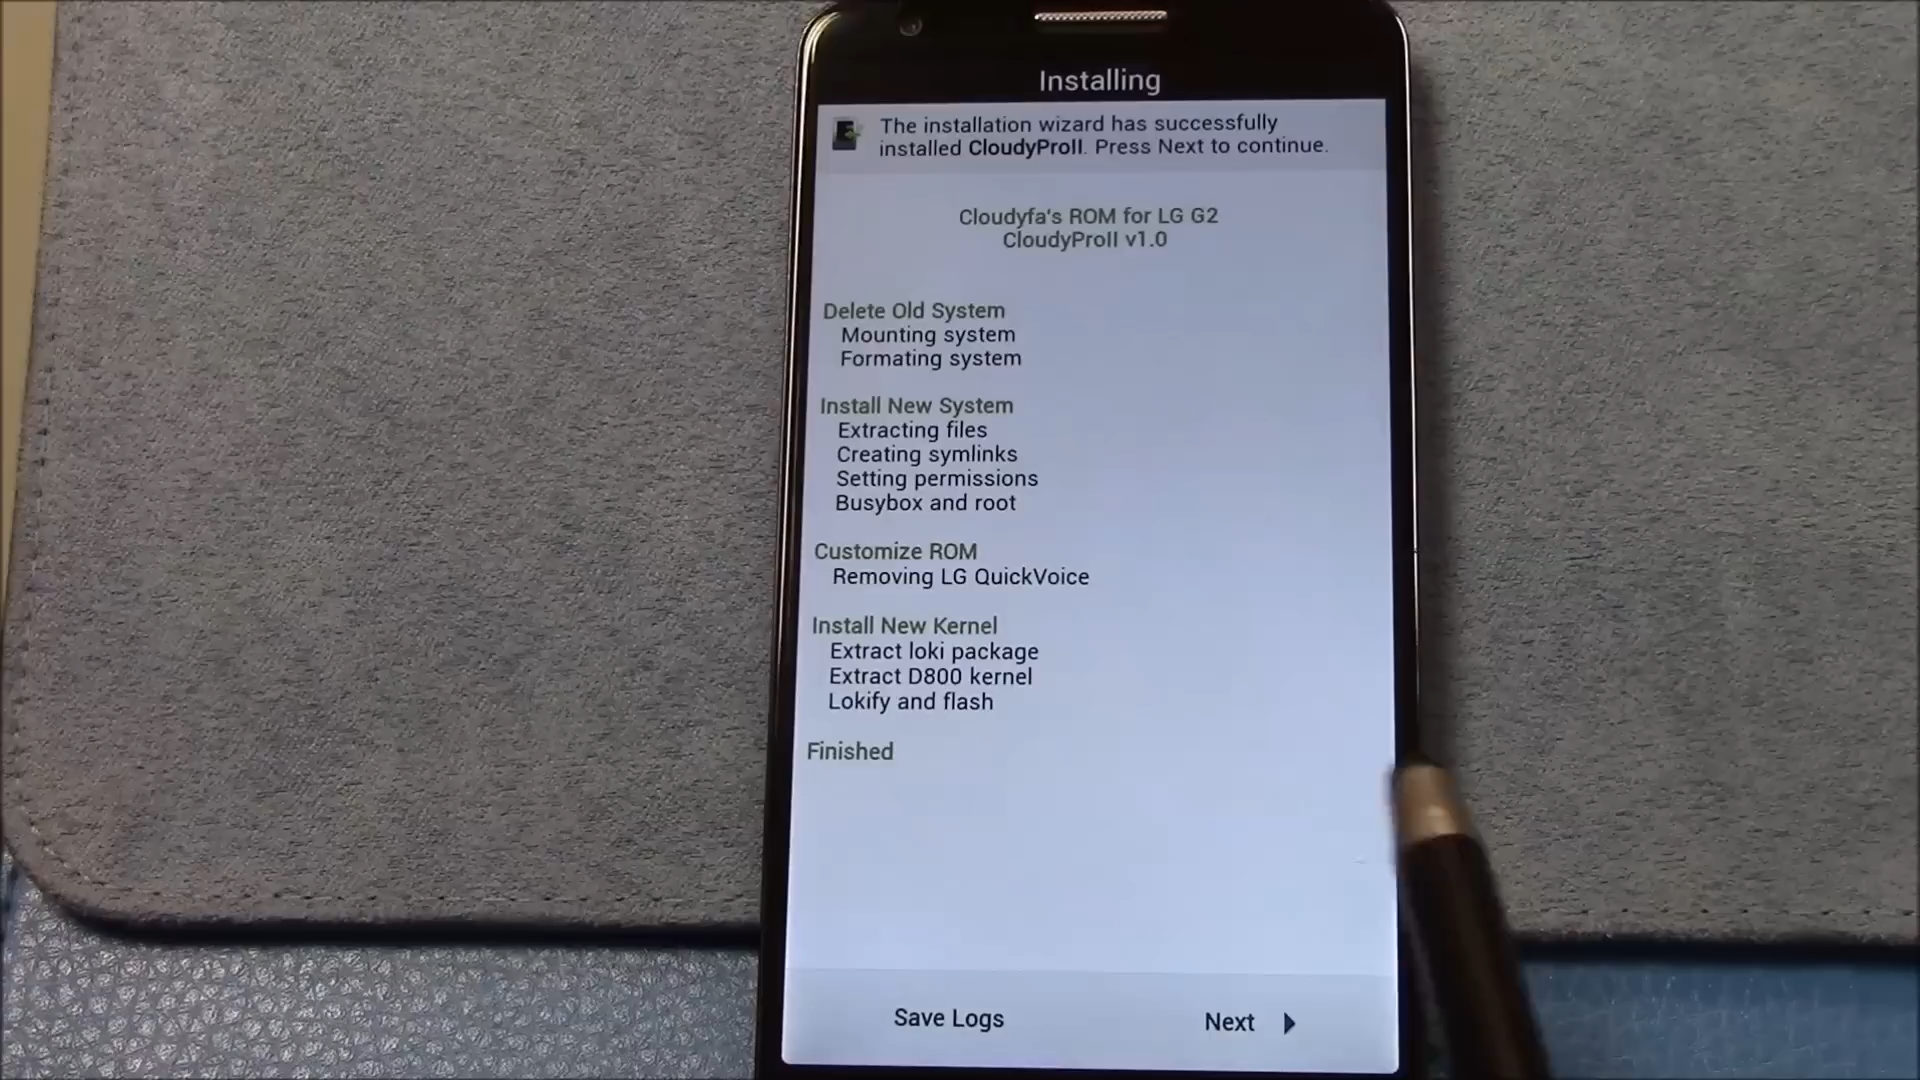 Installing
The installation wizard has successfully
installed CloudyProII. Press Next to continue.
Cloudyfa's ROM for LG G2
CloudyProII v1.0
Delete Old System
Mounting system
Formating system
Install New System
Extracting files
Creating symlinks
Setting permissions
Busybox and root
Customize ROM
Removing LG QuickVoice
Install New Kernel
Extract loki package
Extract D800 kernel
Lokify and flash
Finished
Save Logs
Next